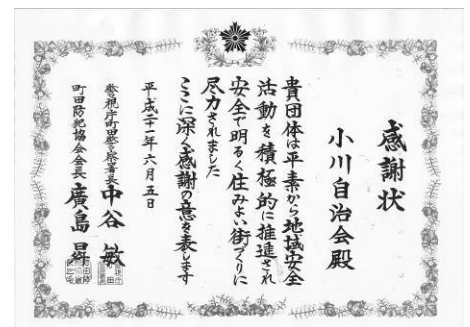 感謝状
小川自治会殿
貴団体は平素から地域安全
活動を積極的に推進され
安全で明るく住みよい街づくりに
尽力されました
ここに深く感謝の意を表します
平成二十一年六月五日
警視庁町田警察署長 中谷 敏
町田防犯協会会長 廣島 昇